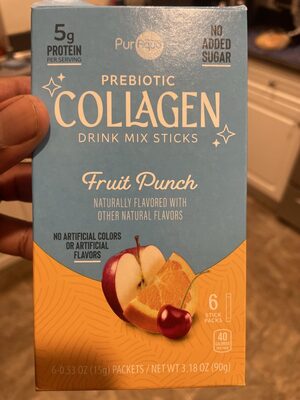 5g
PROTEIN
PER SERVING
PurAqua
NO
ADDED
SUGAR
PREBIOTIC
COLLAGEN
DRINK MIX STICKS
Fruit Punch
NATURALLY FLAVORED WITH
OTHER NATURAL FLAVORS
NO ARTIFICIAL COLORS
OR ARTIFICIAL
FLAVORS
6
STICK
PACKS
40
6-0.53 OZ (15g) PACKETS / NET WT 3.18 OZ (90g)